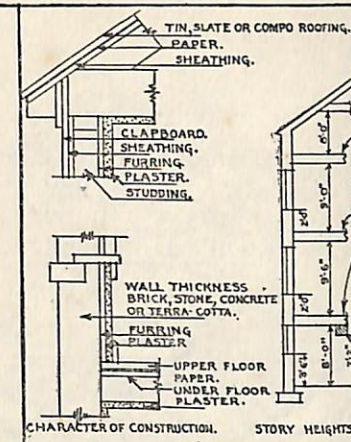 TIN, SLATE OR COMPO ROOFING.
PAPER.
SHEATHING.
CLAPBOARD.
SHEATHING.
FURRING
PLASTER.
STUDDING.
WALL THICKNESS
BRICK, STONE, CONCRETE
OR TERRA-COTTA.
FURRING
PLASTER
UPPER FLOOR
PAPER.
UNDER FLOOR
PLASTER.
CHARACTER OF CONSTRUCTION.
9'-0"
9'-6"
8'-0"
STORY HEIGHTS